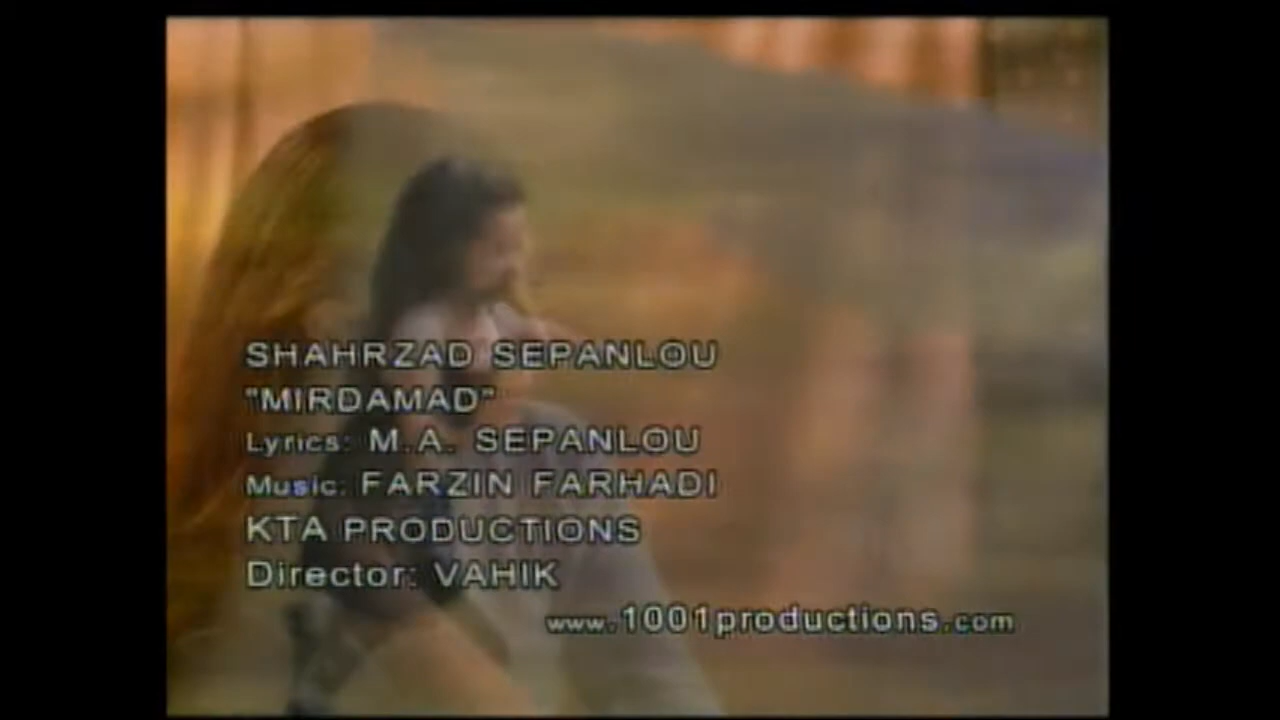 SHAHRZAD SEPANLOU
"MIRDAMAD"
Lyrics: M.A. SEPANLOU
Music: FARZIN FARHADI
KTA PRODUCTIONS
Director: VAHIK
www.1001productions.com